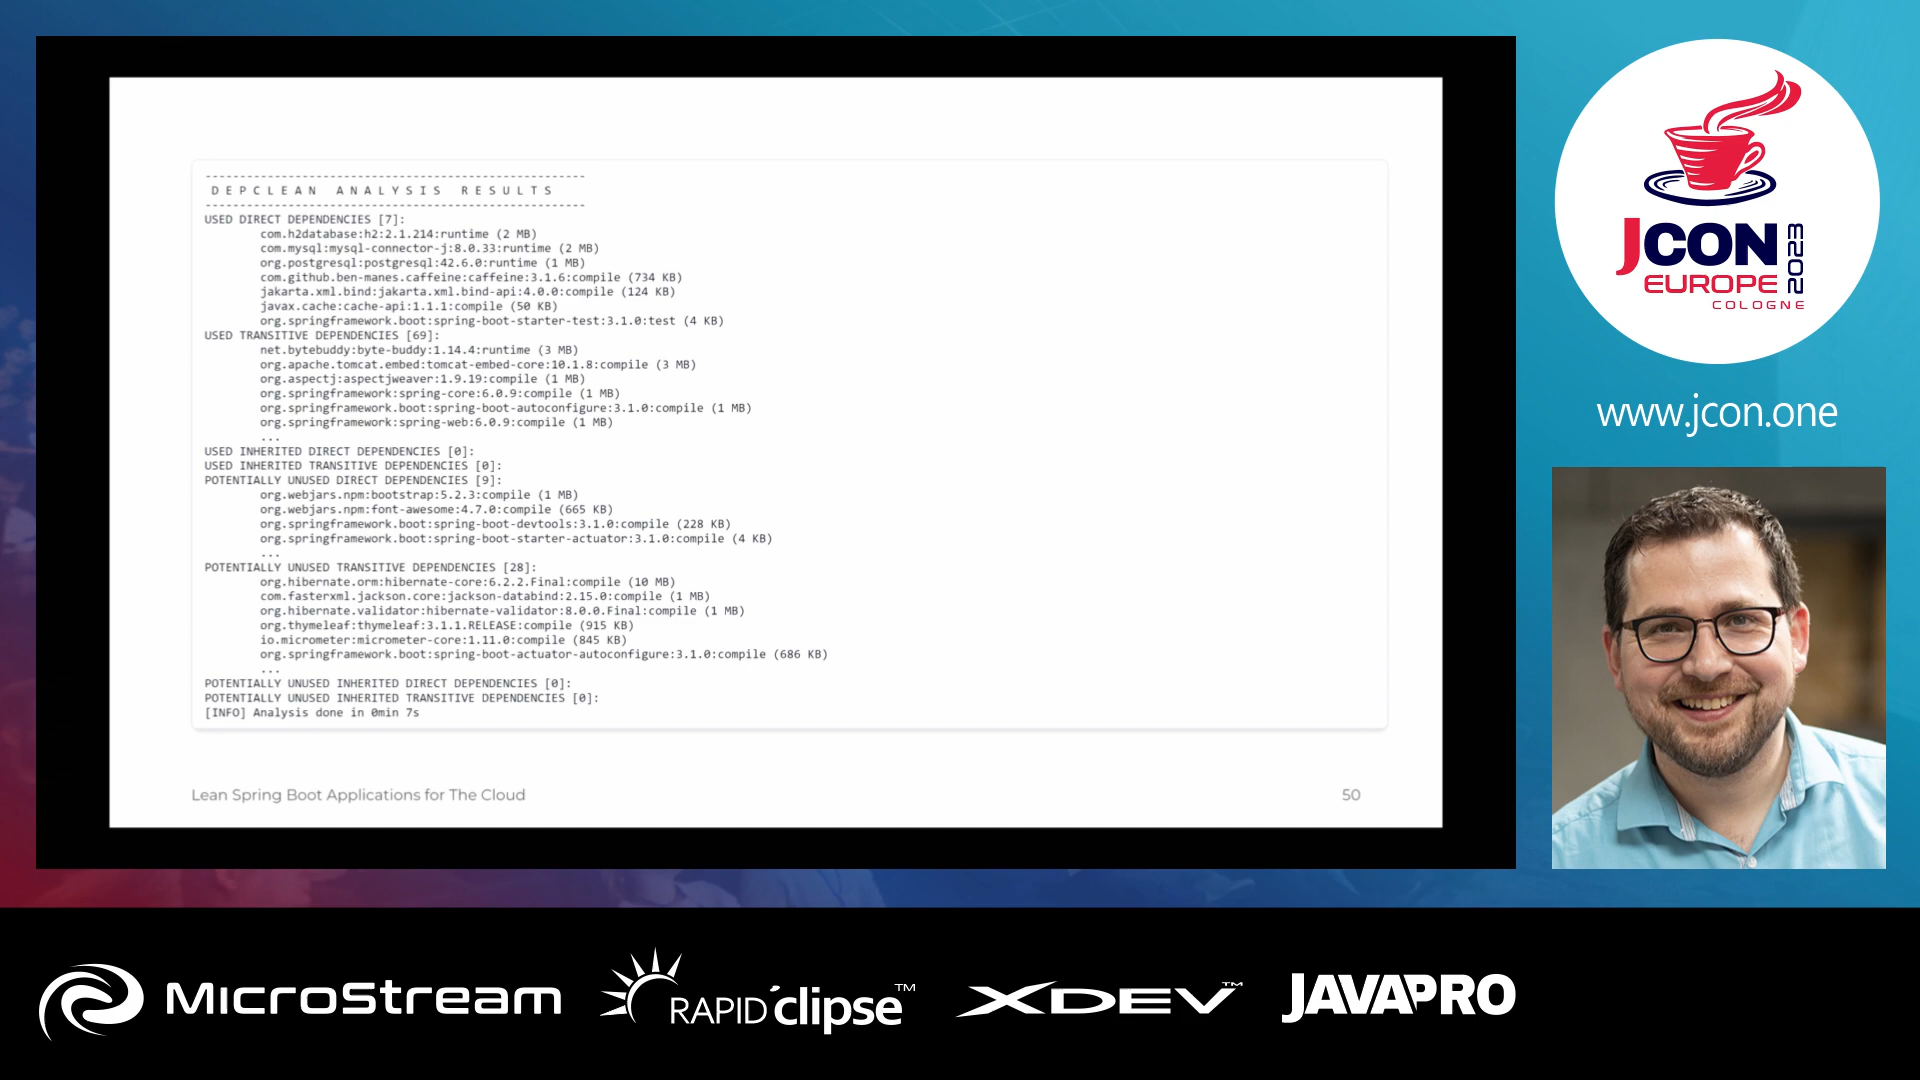 --------------------------------------------------------
D E P C L E A N   A N A L Y S I S   R E S U L T S
--------------------------------------------------------
USED DIRECT DEPENDENCIES [7]:
com.h2database:h2:2.1.214:runtime (2 MB)
com.mysql:mysql-connector-j:8.0.33:runtime (2 MB)
org.postgresql:postgresql:42.6.0:runtime (1 MB)
com.github.ben-manes.caffeine:caffeine:3.1.6:compile (734 KB)
jakarta.xml.bind:jakarta.xml.bind-api:4.0.0:compile (124 KB)
javax.cache:cache-api:1.1.1:compile (50 KB)
org.springframework.boot:spring-boot-starter-test:3.1.0:test (4 KB)
USED TRANSITIVE DEPENDENCIES [69]:
net.bytebuddy:byte-buddy:1.14.4:runtime (3 MB)
org.apache.tomcat.embed:tomcat-embed-core:10.1.8:compile (3 MB)
org.aspectj:aspectjweaver:1.9.19:compile (1 MB)
org.springframework:spring-core:6.0.9:compile (1 MB)
org.springframework.boot:spring-boot-autoconfigure:3.1.0:compile (1 MB)
org.springframework:spring-web:6.0.9:compile (1 MB)
...
USED INHERITED DIRECT DEPENDENCIES [0]:
USED INHERITED TRANSITIVE DEPENDENCIES [0]:
POTENTIALLY UNUSED DIRECT DEPENDENCIES [9]:
org.webjars.npm:bootstrap:5.2.3:compile (1 MB)
org.webjars.npm:font-awesome:4.7.0:compile (665 KB)
org.springframework.boot:spring-boot-devtools:3.1.0:compile (228 KB)
org.springframework.boot:spring-boot-starter-actuator:3.1.0:compile (4 KB)
...
POTENTIALLY UNUSED TRANSITIVE DEPENDENCIES [28]:
org.hibernate.orm:hibernate-core:6.2.2.Final:compile (10 MB)
com.fasterxml.jackson.core:jackson-databind:2.15.0:compile (1 MB)
org.hibernate.validator:hibernate-validator:8.0.0.Final:compile (1 MB)
org.thymeleaf:thymeleaf:3.1.1.RELEASE:compile (915 KB)
io.micrometer:micrometer-core:1.11.0:compile (845 KB)
org.springframework.boot:spring-boot-actuator-autoconfigure:3.1.0:compile (686 KB)
...
POTENTIALLY UNUSED INHERITED DIRECT DEPENDENCIES [0]:
POTENTIALLY UNUSED INHERITED TRANSITIVE DEPENDENCIES [0]:
[INFO] Analysis done in 0min 7s
Lean Spring Boot Applications for The Cloud
50
JCON
EUROPE
2023
COLOGNE
www.jcon.one
MicroStream
RAPID clipse™
XDEV™
JAVAPRO